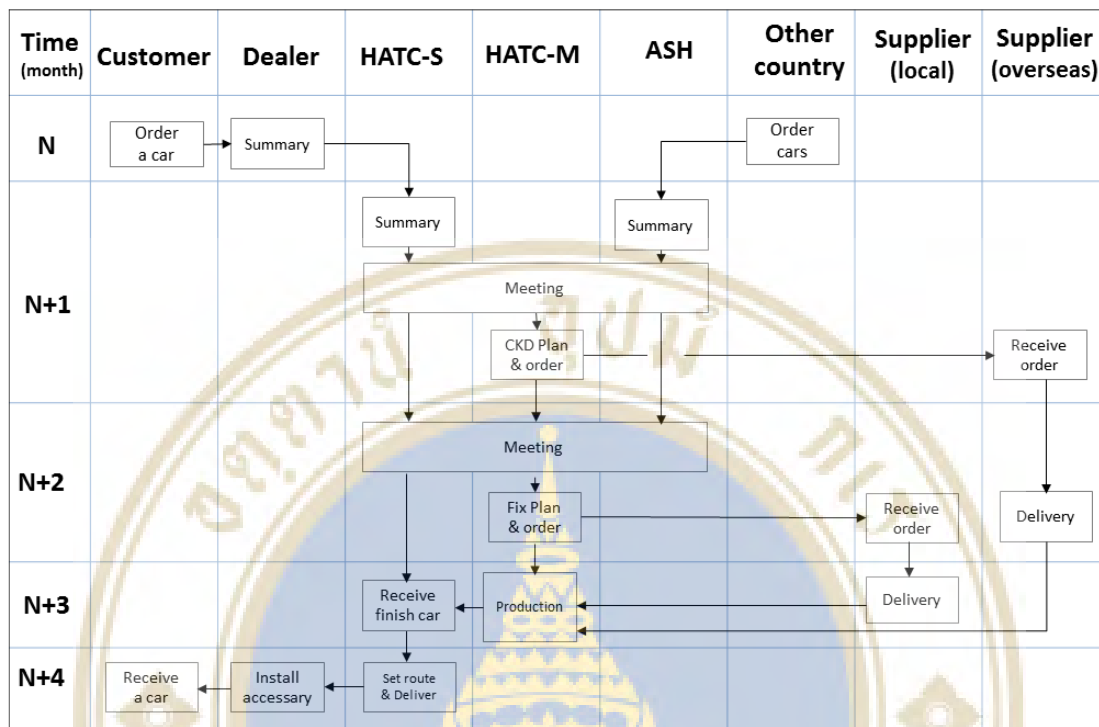 Time
(month)
Customer
Dealer
HATC-S
HATC-M
ASH
Other
country
Supplier
(local)
Supplier
(overseas)
N
Order
a car
Summary
Order
cars
N+1
Summary
Summary
Meeting
CKD Plan
& order
Receive
order
N+2
Meeting
Fix Plan
& order
Receive
order
Delivery
N+3
Receive
finish car
Production
Delivery
N+4
Receive
a car
Install
accessary
Set route
& Deliver